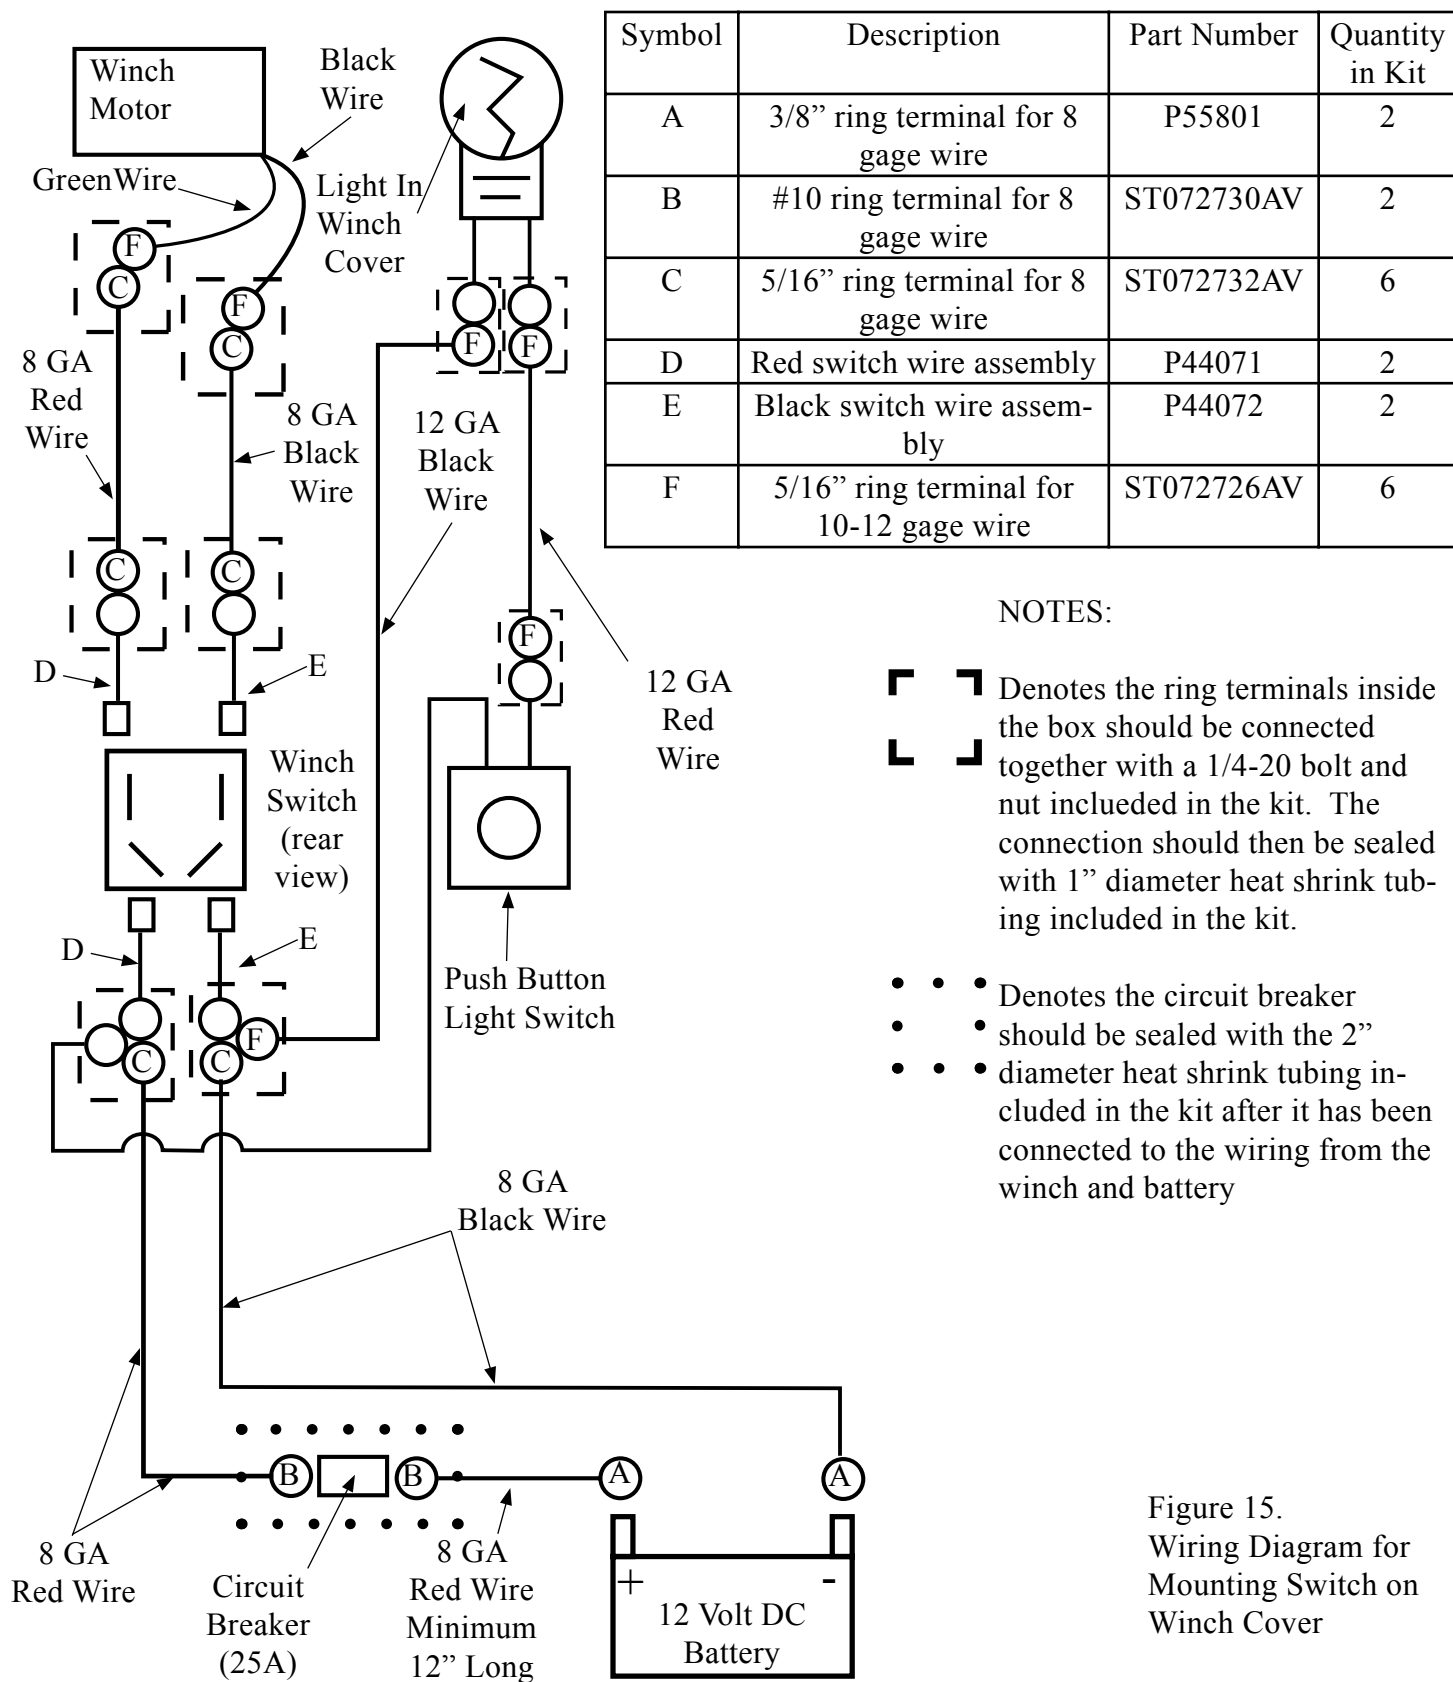 Winch
Motor
Black
Wire
GreenWire
Light In
Winch
Cover
F
C
F
C
F
F
8 GA
Red
Wire
8 GA
Black
Wire
12 GA
Black
Wire
C
C
F
D
E
12 GA
Red
Wire
Winch
Switch
(rear
view)
D
E
Push Button
Light Switch
C
F
C
8 GA
Black Wire
B
B
A
A
8 GA
Red Wire
Circuit
Breaker
(25A)
8 GA
Red Wire
Minimum
12” Long
+
-
12 Volt DC
Battery
Symbol Description Part Number Quantity
in Kit
A 3/8” ring terminal for 8 P55801 2
gage wire
B #10 ring terminal for 8 ST072730AV 2
gage wire
C 5/16” ring terminal for 8 ST072732AV 6
gage wire
D Red switch wire assembly P44071 2
E Black switch wire assem- P44072 2
bly
F 5/16” ring terminal for ST072726AV 6
10-12 gage wire
NOTES:
Denotes the ring terminals inside
the box should be connected
together with a 1/4-20 bolt and
nut inclueded in the kit. The
connection should then be sealed
with 1” diameter heat shrink tub-
ing included in the kit.
Denotes the circuit breaker
should be sealed with the 2”
diameter heat shrink tubing in-
cluded in the kit after it has been
connected to the wiring from the
winch and battery
Figure 15.
Wiring Diagram for
Mounting Switch on
Winch Cover